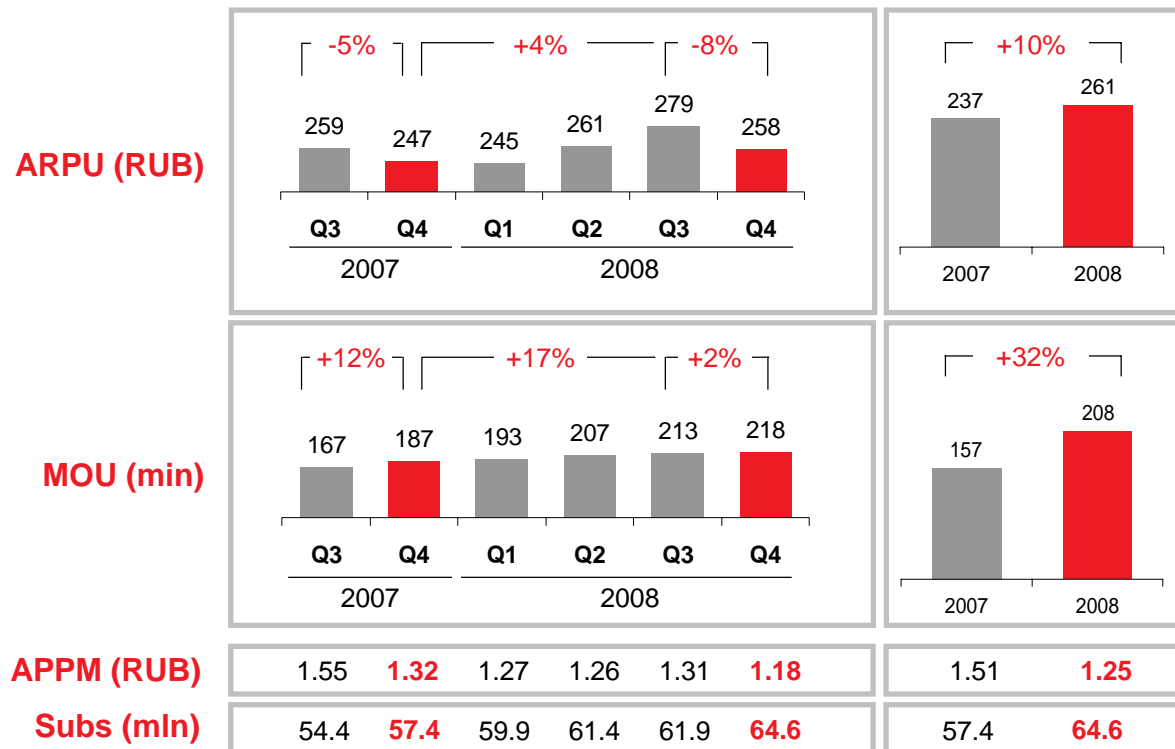 -5% +4% -8%
259 247 245 261 279 258
ARPU (RUB)
Q3 Q4 Q1 Q2 Q3 Q4
2007 2008
+10%
237 261
2007 2008
+12% +17% +2%
167 187 193 207 213 218
MOU (min)
Q3 Q4 Q1 Q2 Q3 Q4
2007 2008
+32%
157 208
2007 2008
APPM (RUB) 1.55 1.32 1.27 1.26 1.31 1.18 1.51 1.25
Subs (mln) 54.4 57.4 59.9 61.4 61.9 64.6 57.4 64.6